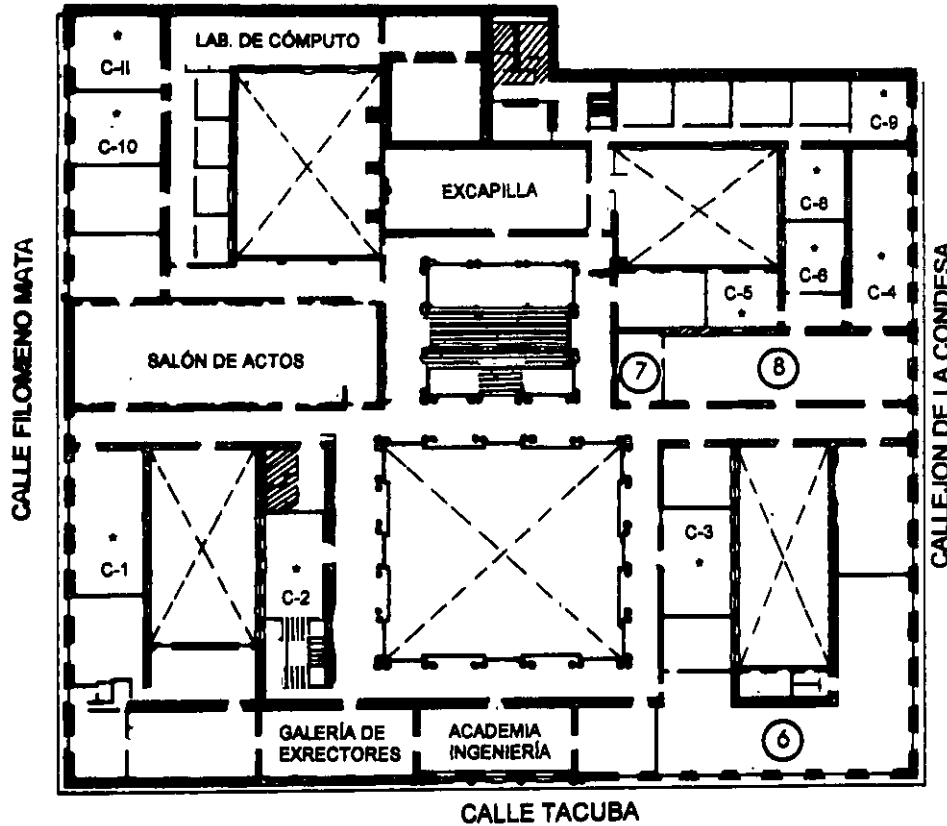 LAB. DE CÓMPUTO
C-11
C-10
C-9
EXCAPILLA
C-8
C-6
C-5
C-4
SALÓN DE ACTOS
7
8
CALLE FILOMENO MATA
CALLEJON DE LA CONDESA
C-1
C-2
C-3
GALERÍA DE
EXRECTORES
ACADEMIA
INGENIERÍA
6
CALLE TACUBA